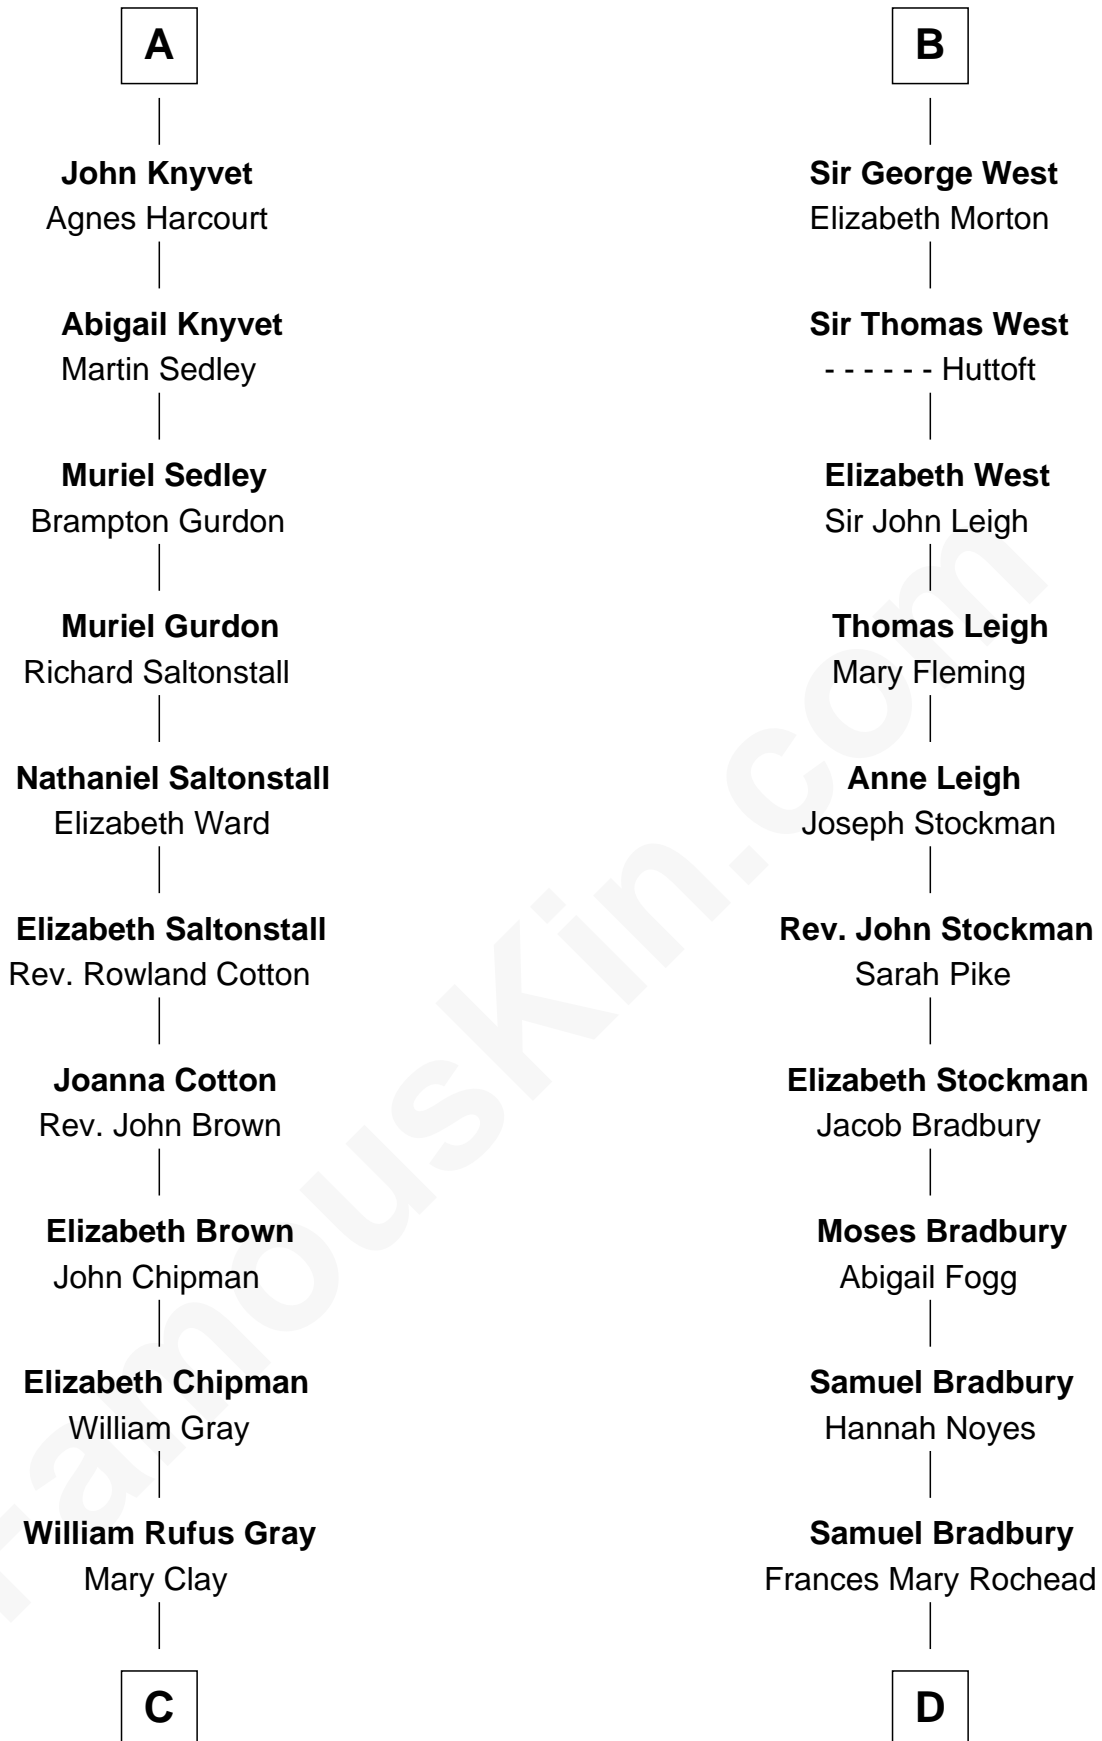 A
John Knyvet
Agnes Harcourt
Abigail Knyvet
Martin Sedley
Muriel Sedley
Brampton Gurdon
Muriel Gurdon
Richard Saltonstall
Nathaniel Saltonstall
Elizabeth Ward
Elizabeth Saltonstall
Rev. Rowland Cotton
Joanna Cotton
Rev. John Brown
Elizabeth Brown
John Chipman
Elizabeth Chipman
William Gray
William Rufus Gray
Mary Clay
C
B
Sir George West
Elizabeth Morton
Sir Thomas West
- - - - - - Huttoft
Elizabeth West
Sir John Leigh
Thomas Leigh
Mary Fleming
Anne Leigh
Joseph Stockman
Rev. John Stockman
Sarah Pike
Elizabeth Stockman
Jacob Bradbury
Moses Bradbury
Abigail Fogg
Samuel Bradbury
Hannah Noyes
Samuel Bradbury
Frances Mary Rochead
D
FamousKin.com